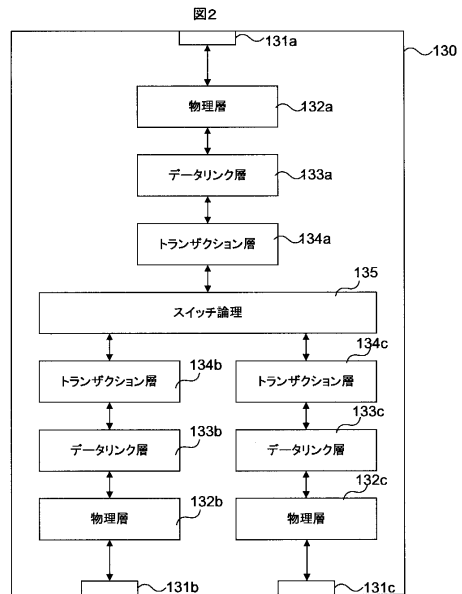 図2
131a
130
物理層
132a
データリンク層
133a
トランザクション層
134a
135
スイッチ論理
134b
134c
トランザクション層
トランザクション層
133b
133c
データリンク層
データリンク層
132b
132c
物理層
物理層
131b
131c